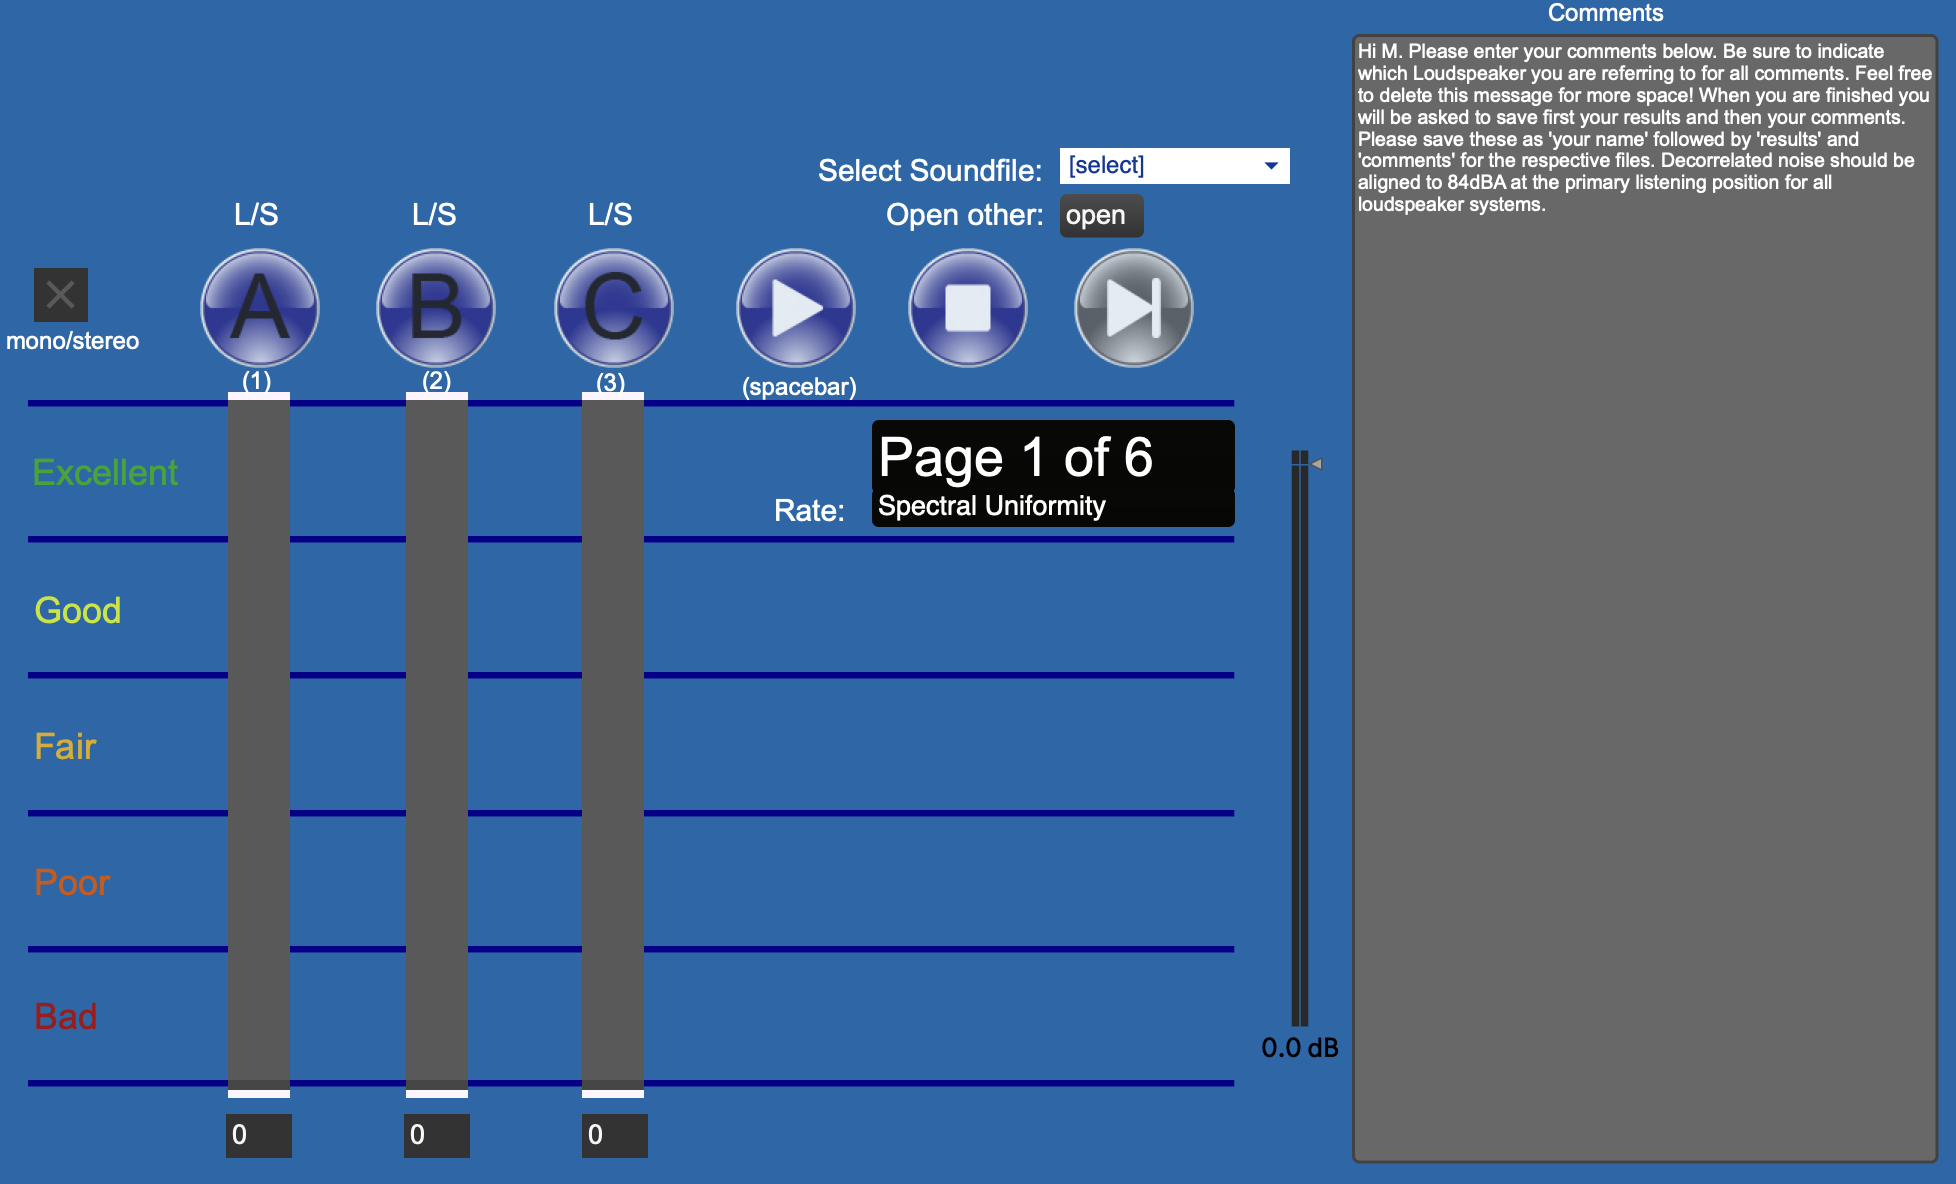 Comments
Hi M. Please enter your comments below. Be sure to indicate
which Loudspeaker you are referring to for all comments. Feel free
to delete this message for more space! When you are finished you
will be asked to save first your results and then your comments.
Please save these as 'your name' followed by 'results' and
'comments' for the respective files. Decorrelated noise should be
aligned to 84dBA at the primary listening position for all
loudspeaker systems.
Select Soundfile: [select]
Open other: open
L/S L/S L/S
A B C
mono/stereo
(1) (2) (3) (spacebar)
Page 1 of 6
Rate: Spectral Uniformity
Excellent
Good
Fair
Poor
Bad
0.0 dB
0 0 0